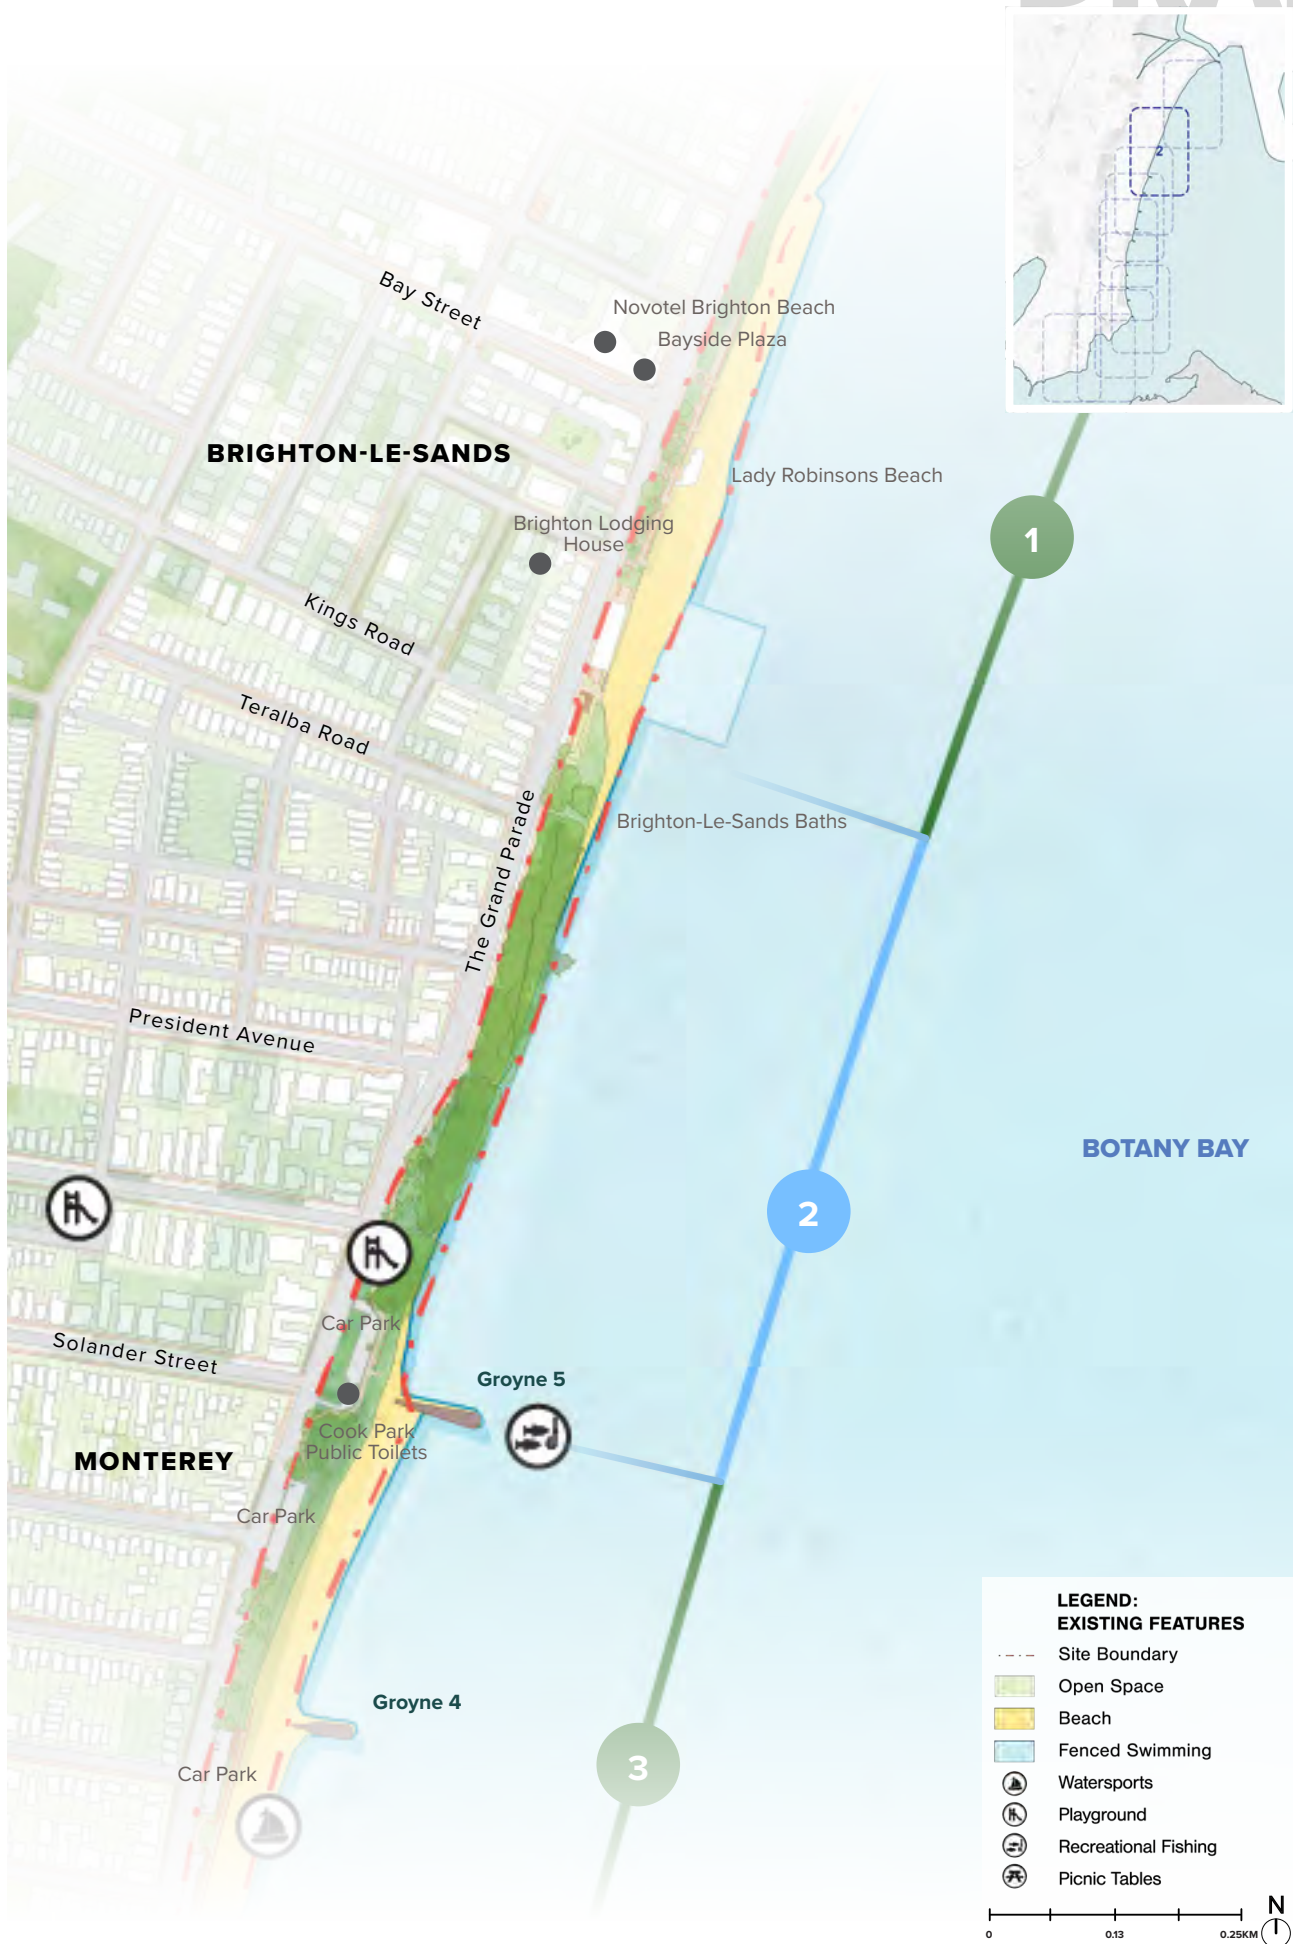 2
Bay Street
Novotel Brighton Beach
Bayside Plaza
BRIGHTON-LE-SANDS
Lady Robinsons Beach
Brighton Lodging
House
1
Kings Road
Teralba Road
Brighton-Le-Sands Baths
The Grand Parade
President Avenue
BOTANY BAY
2
Car Park
Solander Street
Groyne 5
Cook Park
Public Toilets
MONTEREY
Car Park
Groyne 4
3
Car Park
LEGEND:
EXISTING FEATURES
Site Boundary
Open Space
Beach
Fenced Swimming
Watersports
Playground
Recreational Fishing
Picnic Tables
N
0 0.13 0.25KM